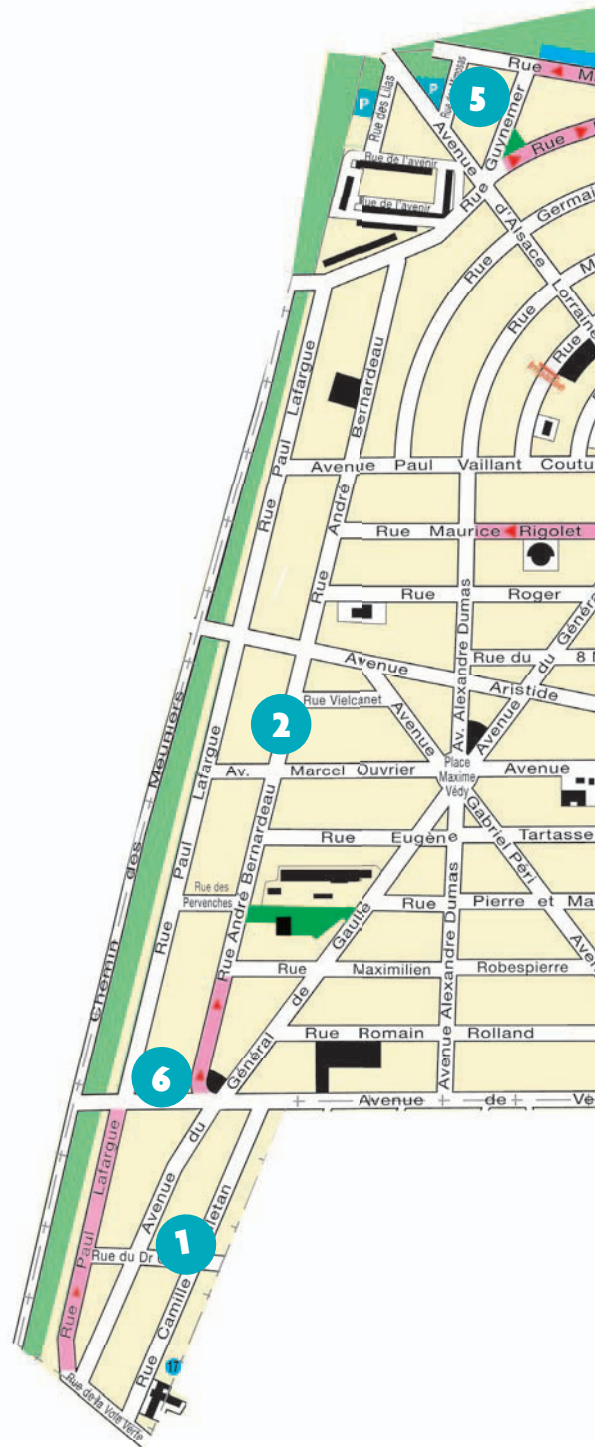 Rue M
Rue des Lilas
P
P
5
Rue Guynemer
Rue
Rue de l'avenir
Rue de l'avenir
Avenue d'Alsace Lorraine
Rue Germai
Rue M
Rue
Rue Paul Lafargue
Rue André Bernardeau
Avenue Paul Vaillant Coutu
Rue Maurice Rigolet
Rue Roger
Av. Alexandre Dumas
Avenue du Général
Rue du 8 M
Avenue Aristide
Rue Vielcanet
Avenue
2
Place
Maxime
Védy
Av. Marcel Ouvrier Avenue
Gabriel Péri
Aven
Rue Eugène Tartasse
Chemin des Meuniers
Rue Paul Lafargue
Rue André Bernardeau
Rue des
Pervenches
Rue Pierre et Ma
Avenue Alexandre Dumas
Rue Maximilien Robespierre
Rue Romain Rolland
6
Avenue du Général de Gaulle
Avenue de Vé
Rue Paul Lafargue
1
Rue du Dr
Rue Camille
letan
17
Rue de la Voie Verte